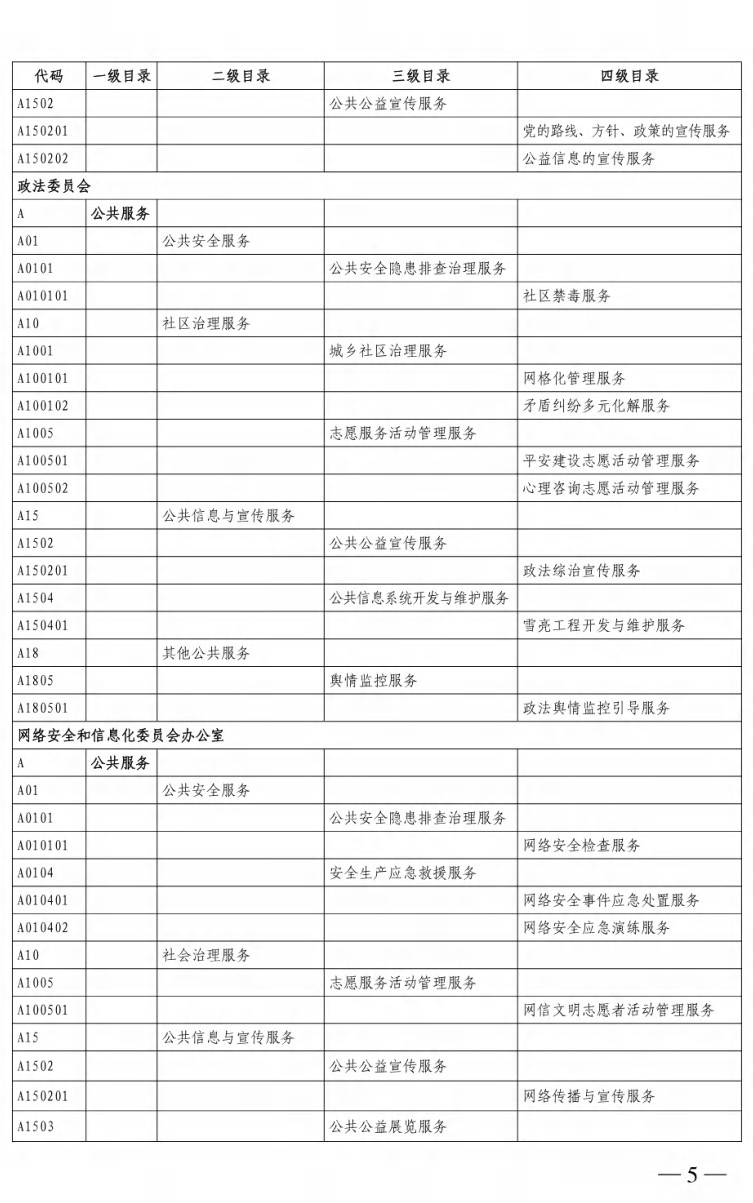 代码 一级目录 二级目录 三级目录 四级目录
A1502 公共公益宣传服务
A150201 党的路线、方针、政策的宣传服务
A150202 公益信息的宣传服务
政法委员会
A 公共服务
A01 公共安全服务
A0101 公共安全隐患排查治理服务
A010101 社区禁毒服务
A10 社区治理服务
A1001 城乡社区治理服务
A100101 网格化管理服务
A100102 矛盾纠纷多元化解服务
A1005 志愿服务活动管理服务
A100501 平安建设志愿活动管理服务
A100502 心理咨询志愿活动管理服务
A15 公共信息与宣传服务
A1502 公共公益宣传服务
A150201 政法综治宣传服务
A1504 公共信息系统开发与维护服务
A150401 雪亮工程开发与维护服务
A18 其他公共服务
A1805 舆情监控服务
A180501 政法舆情监控引导服务
网络安全和信息化委员会办公室
A 公共服务
A01 公共安全服务
A0101 公共安全隐患排查治理服务
A010101 网络安全检查服务
A0104 安全生产应急救援服务
A010401 网络安全事件应急处置服务
A010402 网络安全应急演练服务
A10 社会治理服务
A1005 志愿服务活动管理服务
A100501 网信文明志愿者活动管理服务
A15 公共信息与宣传服务
A1502 公共公益宣传服务
A150201 网络传播与宣传服务
A1503 公共公益展览服务
— 5 —